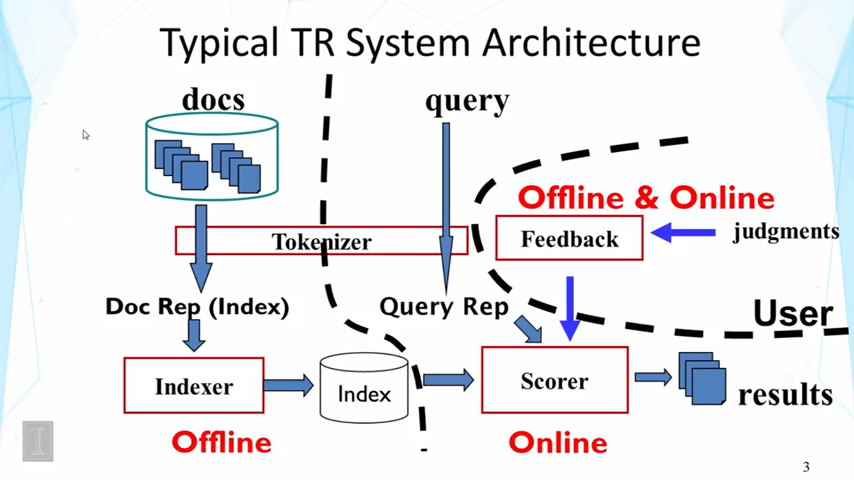 Typical TR System Architecture
docs
query
Offline & Online
Tokenizer
Feedback
judgments
Doc Rep (Index)
Query Rep
User
Indexer
Index
Scorer
results
Offline
Online
I
3